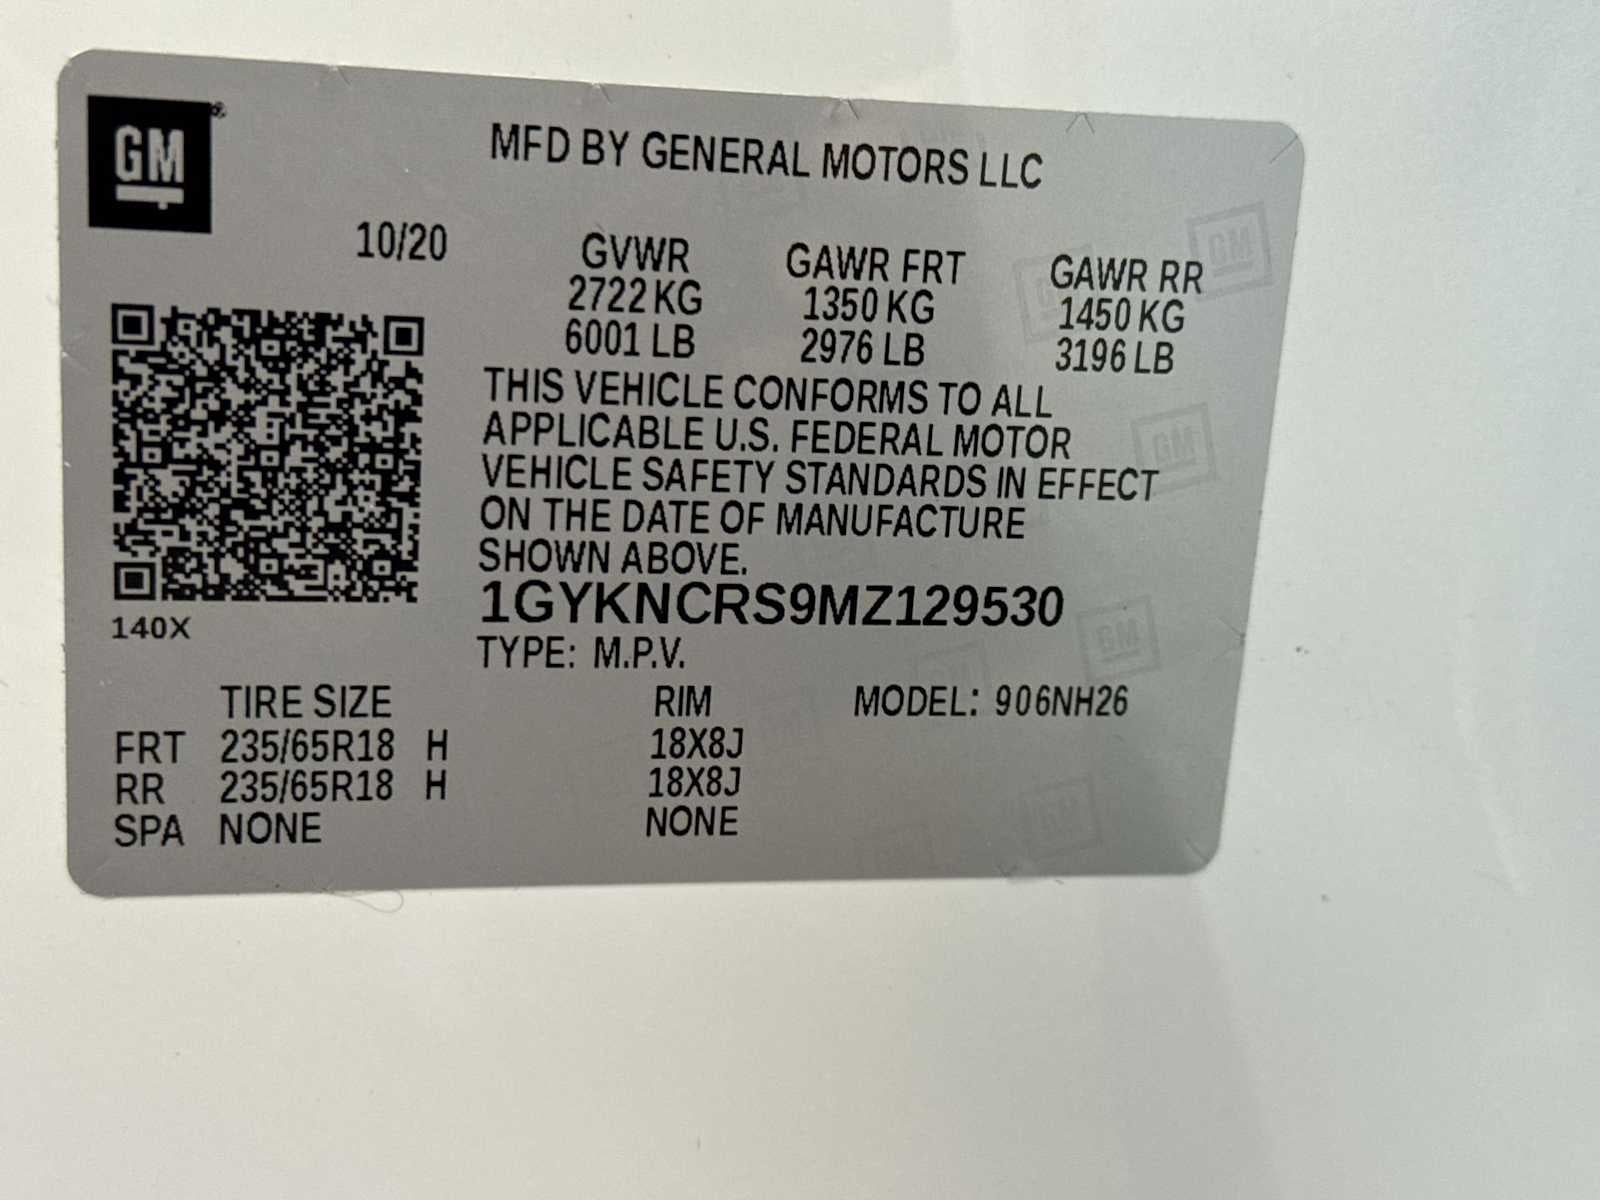 GM®
MFD BY GENERAL MOTORS LLC
10/20 GVWR GAWR FRT GAWR RR
2722 KG 1350 KG 1450 KG
6001 LB 2976 LB 3196 LB
THIS VEHICLE CONFORMS TO ALL
APPLICABLE U.S. FEDERAL MOTOR
VEHICLE SAFETY STANDARDS IN EFFECT
ON THE DATE OF MANUFACTURE
SHOWN ABOVE.
1GYKNCRS9MZ129530
140X
TYPE: M.P.V.
TIRE SIZE RIM MODEL: 906NH26
FRT 235/65R18 H 18X8J
RR 235/65R18 H 18X8J
SPA NONE NONE